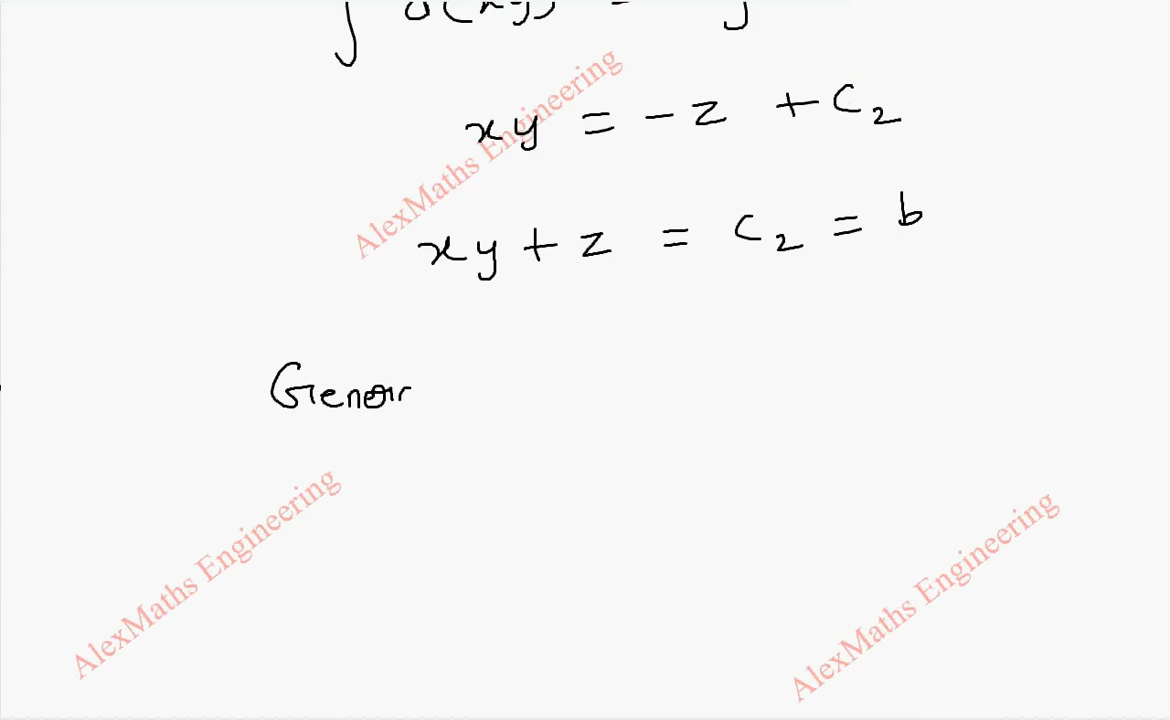 xy = -z + c₂
AlexMaths Engineering
xy + z = c₂ = b
Gener
AlexMaths Engineering
AlexMaths Engineering